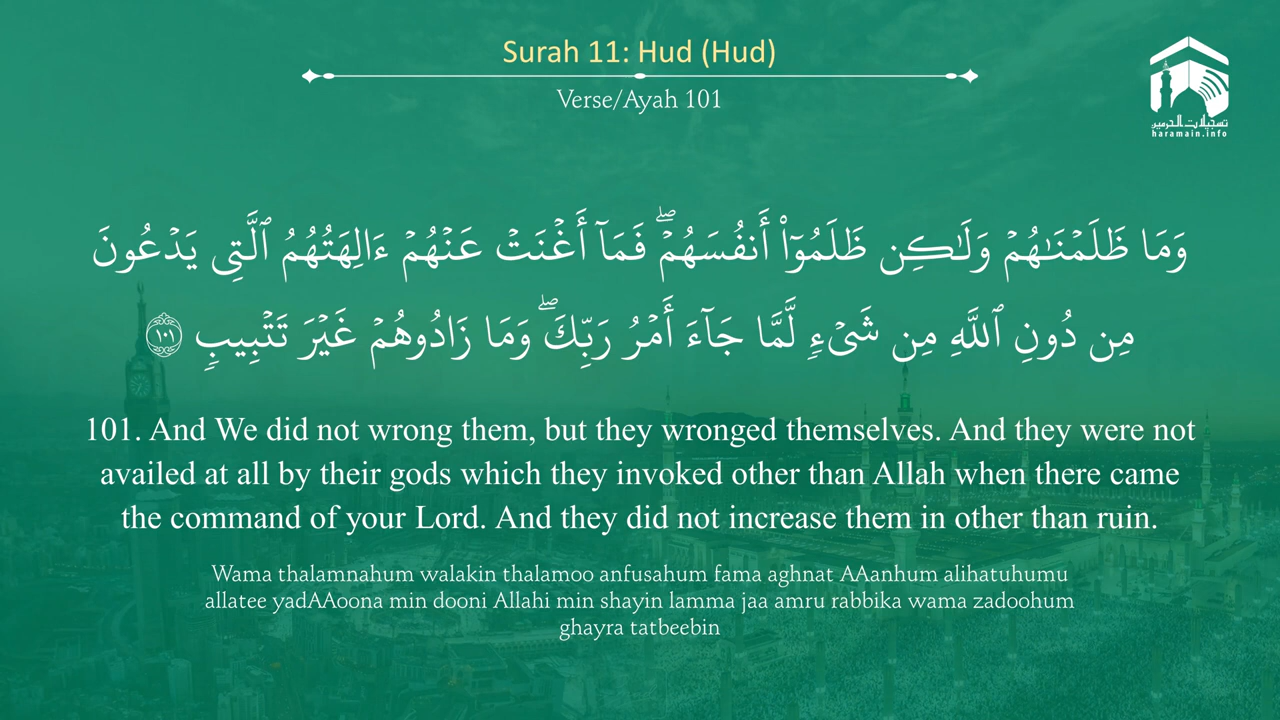 Surah 11: Hud (Hud)
Verse/Ayah 101
تسجيلات الحرمين
haramain.info
وَمَا ظَلَمْنَـٰهُمْ وَلَـٰكِن ظَلَمُوٓا۟ أَنفُسَهُمْ ۖ فَمَآ أَغْنَتْ عَنْهُمْ ءَالِهَتُهُمُ ٱلَّتِى يَدْعُونَ
مِن دُونِ ٱللَّهِ مِن شَىْءٍۢ لَّمَّا جَآءَ أَمْرُ رَبِّكَ ۖ وَمَا زَادُوهُمْ غَيْرَ تَتْبِيبٍۢ ١٠١
101. And We did not wrong them, but they wronged themselves. And they were not
availed at all by their gods which they invoked other than Allah when there came
the command of your Lord. And they did not increase them in other than ruin.
Wama thalamnahum walakin thalamoo anfusahum fama aghnat AAanhum alihatuhumu
allatee yadAAoona min dooni Allahi min shayin lamma jaa amru rabbika wama zadoohum
ghayra tatbeebin